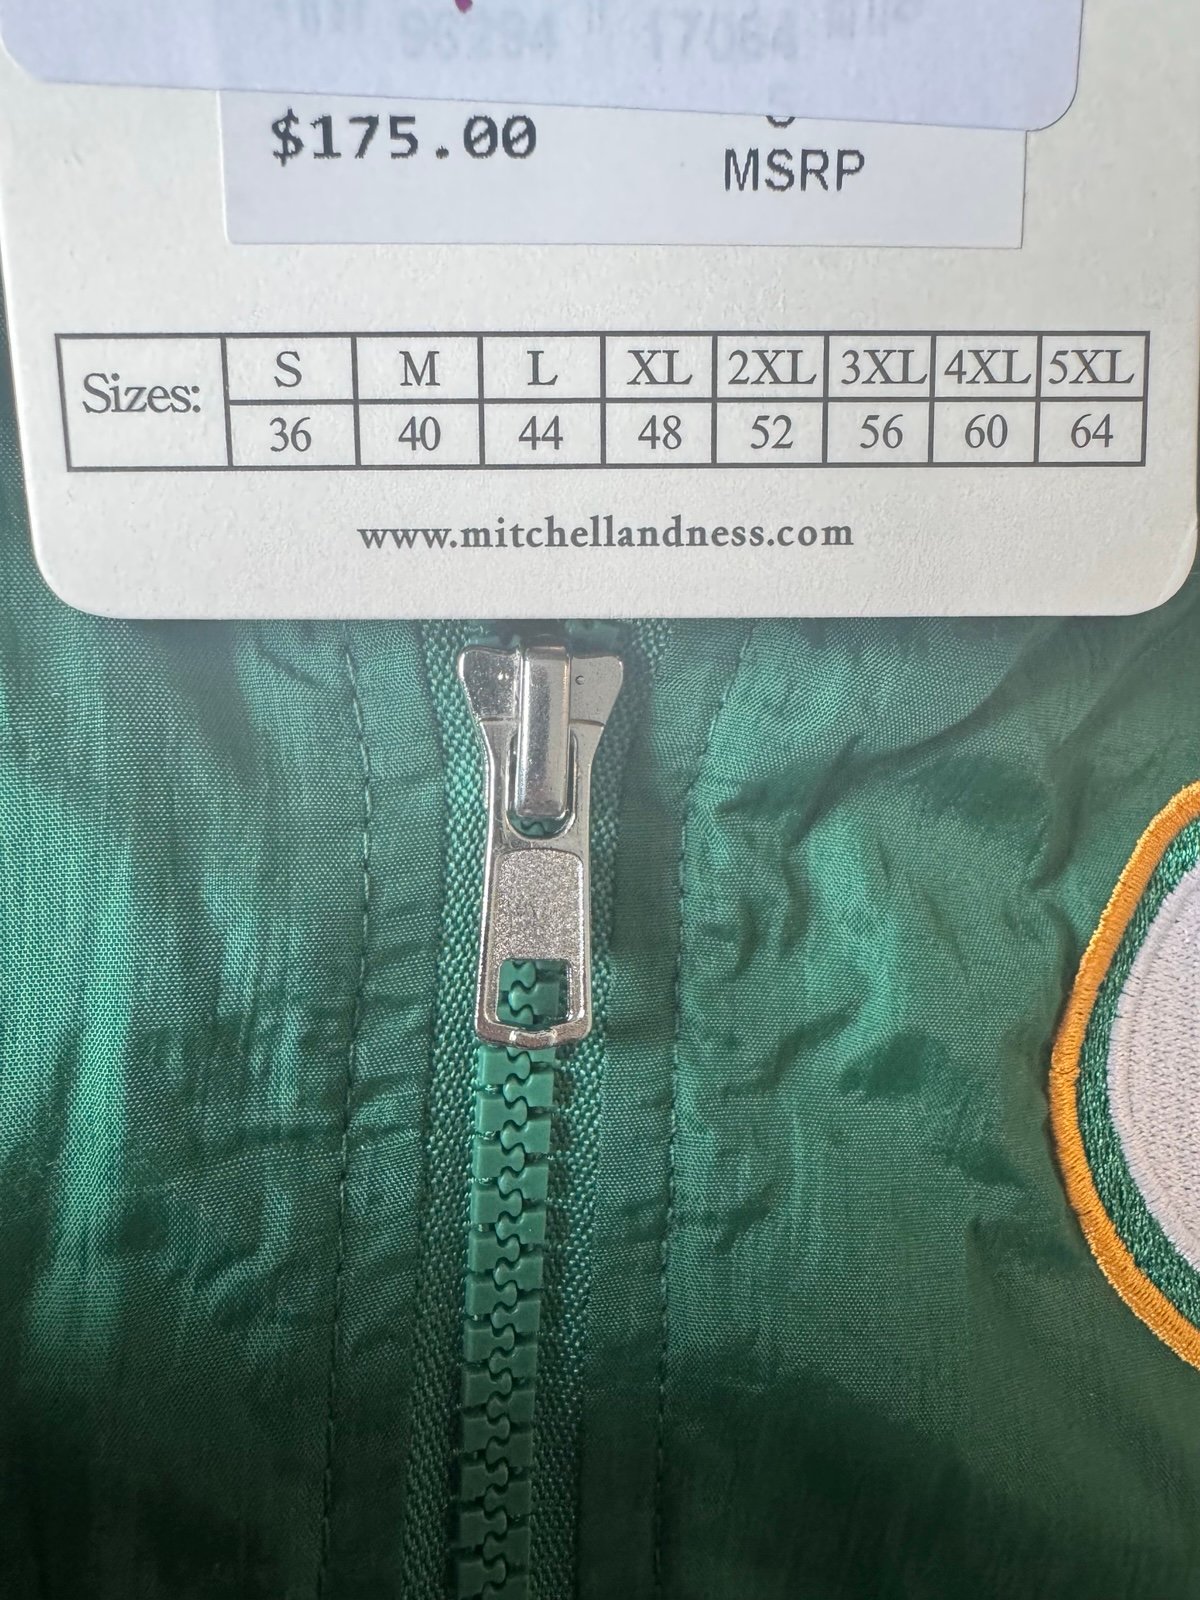 $175.00 MSRP
Sizes: S M L XL 2XL 3XL 4XL 5XL
36 40 44 48 52 56 60 64
www.mitchellandness.com